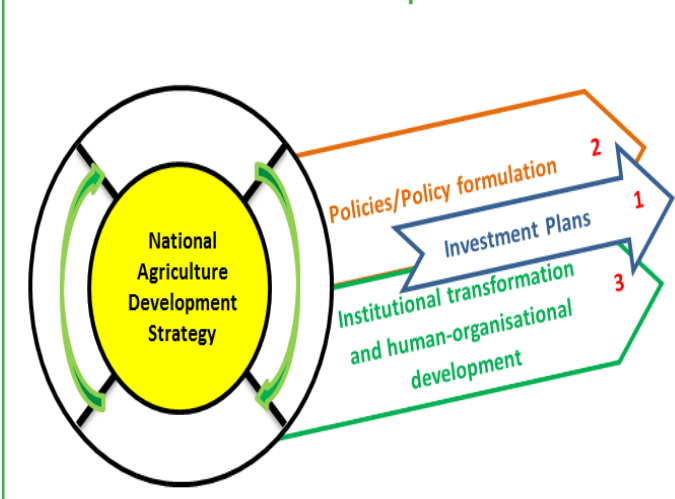 National
Agriculture
Development
Strategy
Policies/Policy formulation
2
Investment Plans
1
Institutional transformation
and human-organisational
development
3